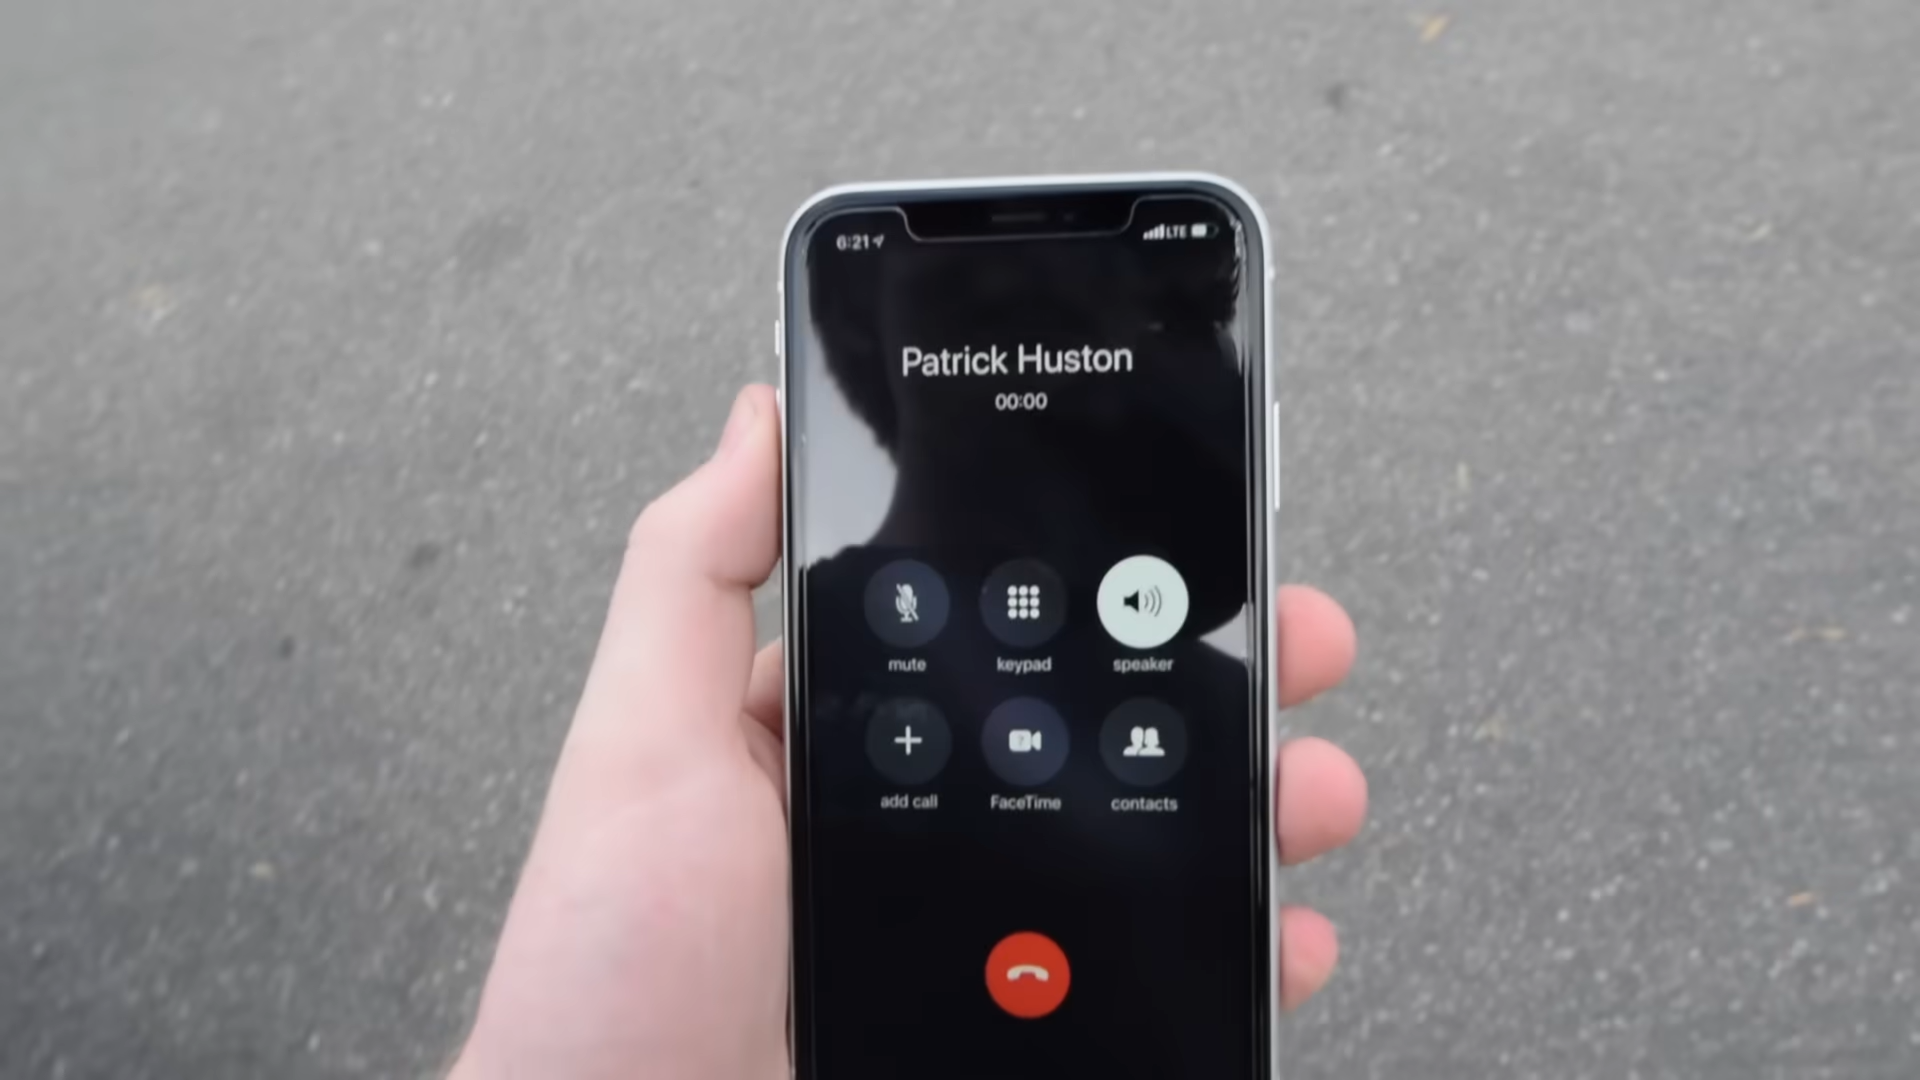 6:21 LTE
Patrick Huston
00:00
mute keypad speaker
add call FaceTime contacts